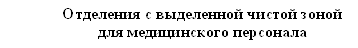 Отделения с выделенной чистой зоной
для медицинского персонала